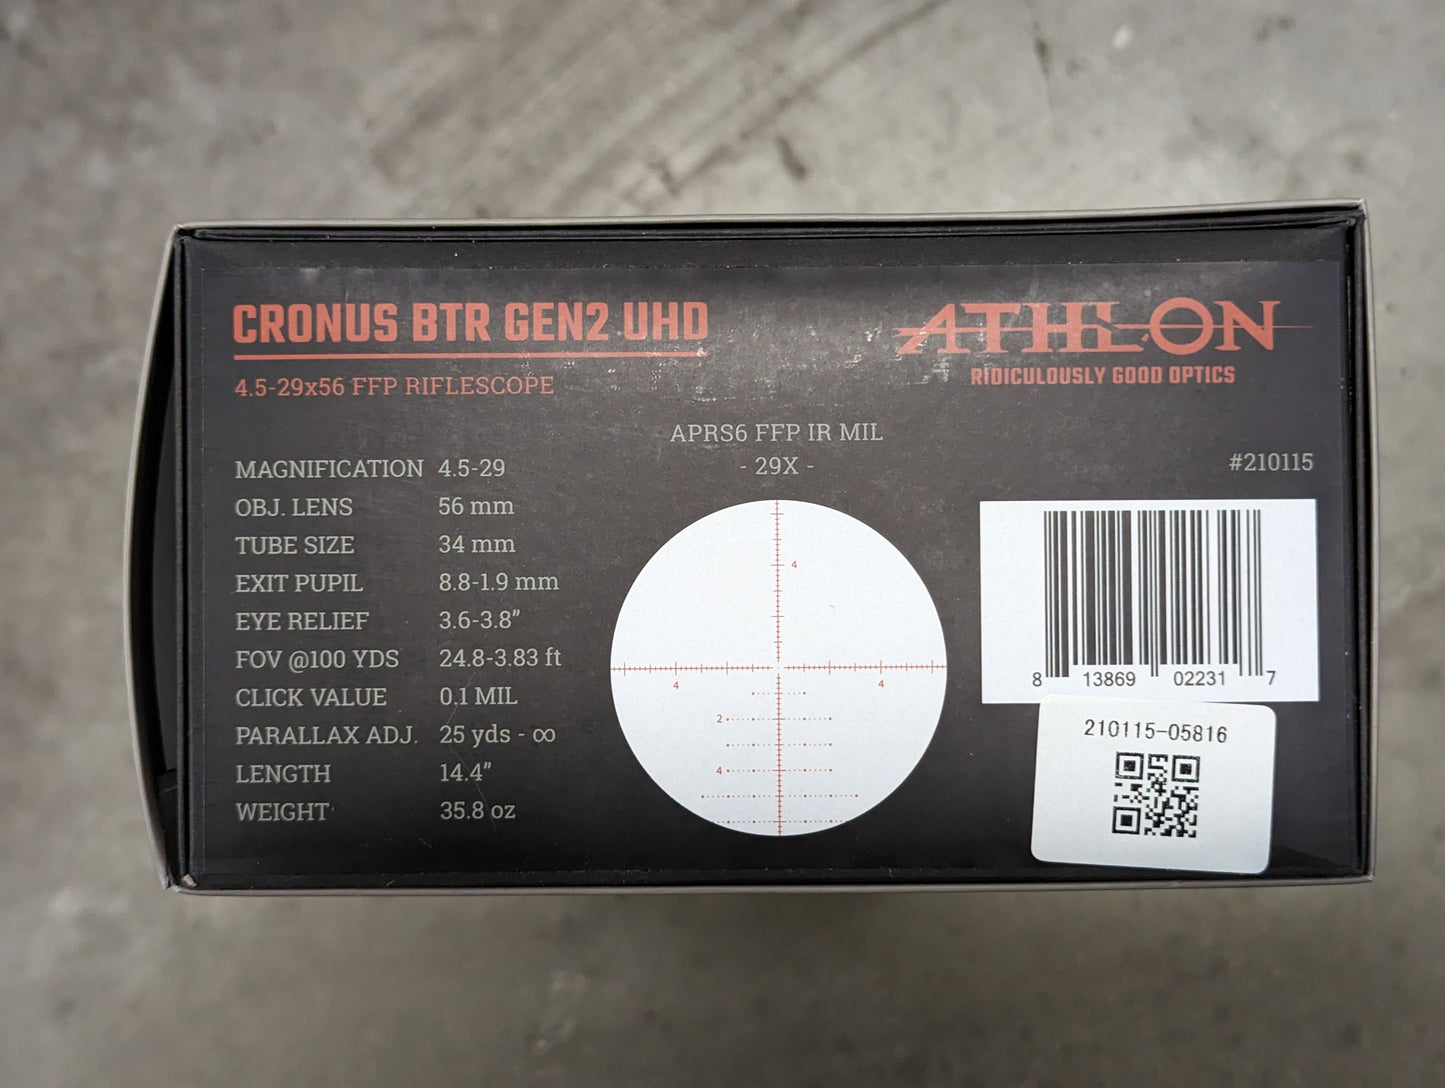 CRONUS BTR GEN2 UHD
4.5-29x56 FFP RIFLESCOPE
ATHLON
RIDICULOUSLY GOOD OPTICS
MAGNIFICATION 4.5-29
OBJ. LENS 56 mm
TUBE SIZE 34 mm
EXIT PUPIL 8.8-1.9 mm
EYE RELIEF 3.6-3.8”
FOV @100 YDS 24.8-3.83 ft
CLICK VALUE 0.1 MIL
PARALLAX ADJ. 25 yds - ∞
LENGTH 14.4”
WEIGHT 35.8 oz
APRS6 FFP IR MIL
- 29X -
4
4 4
2
4
#210115
8 13869 02231 7
210115-05816